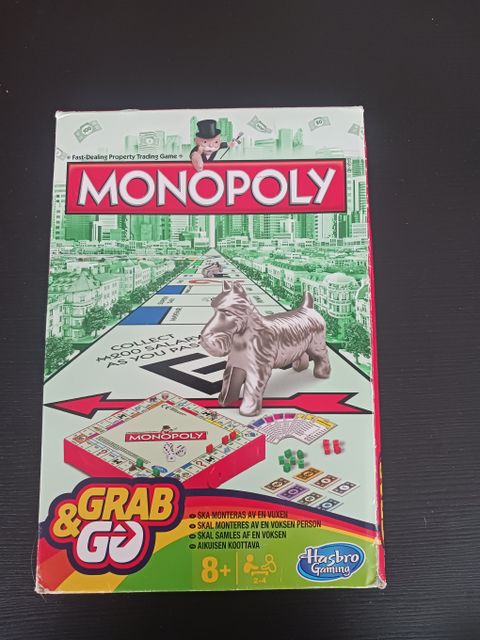 Fast-Dealing Property Trading Game
MONOPOLY
COLLECT
M200 SALARY
AS YOU PASS
MONOPOLY
GRAB
& GO
SKA MONTERAS AV EN VUXEN
SKAL MONTERES AV EN VOKSEN PERSON
SKAL SAMLES AF EN VOKSEN
AIKUISEN KOOTTAVA
8+
2-4
Hasbro
Gaming